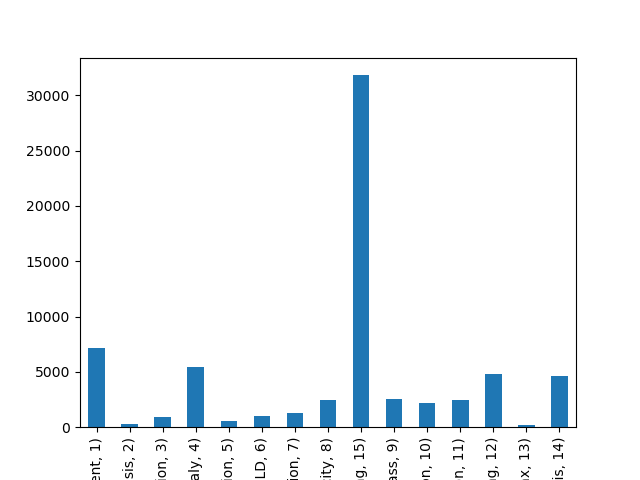 30000
25000
20000
15000
10000
5000
0
ent, 1)
sis, 2)
ion, 3)
aly, 4)
ion, 5)
LD, 6)
ion, 7)
ity, 8)
g, 15)
ass, 9)
on, 10)
n, 11)
g, 12)
x, 13)
is, 14)